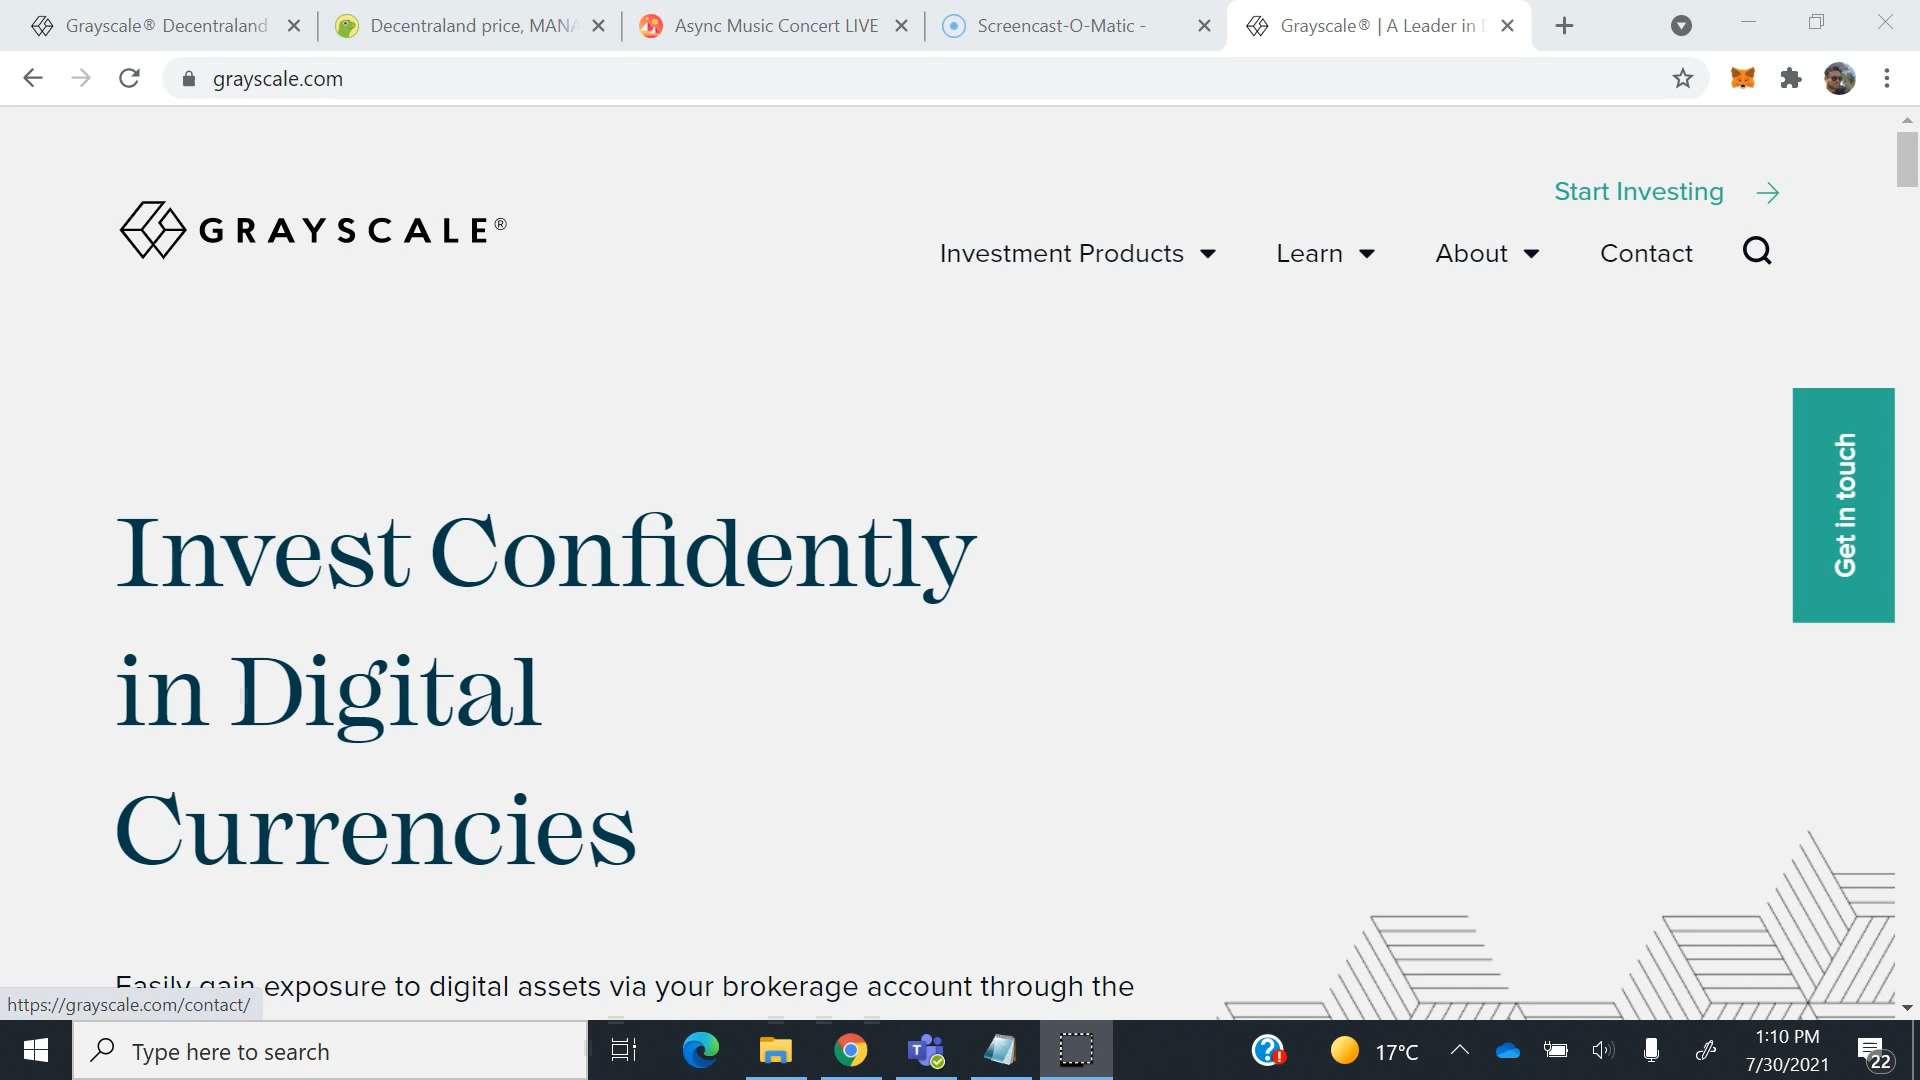 Grayscale® Decentraland
Decentraland price, MANA
Async Music Concert LIVE
Screencast-O-Matic -
Grayscale® | A Leader in D
grayscale.com
Start Investing
GRAYSCALE®
Investment Products
Learn
About
Contact
Get in touch
Invest Confidently
in Digital
Currencies
Easily gain exposure to digital assets via your brokerage account through the
https://grayscale.com/contact/
Type here to search
17°C
1:10 PM
7/30/2021
22